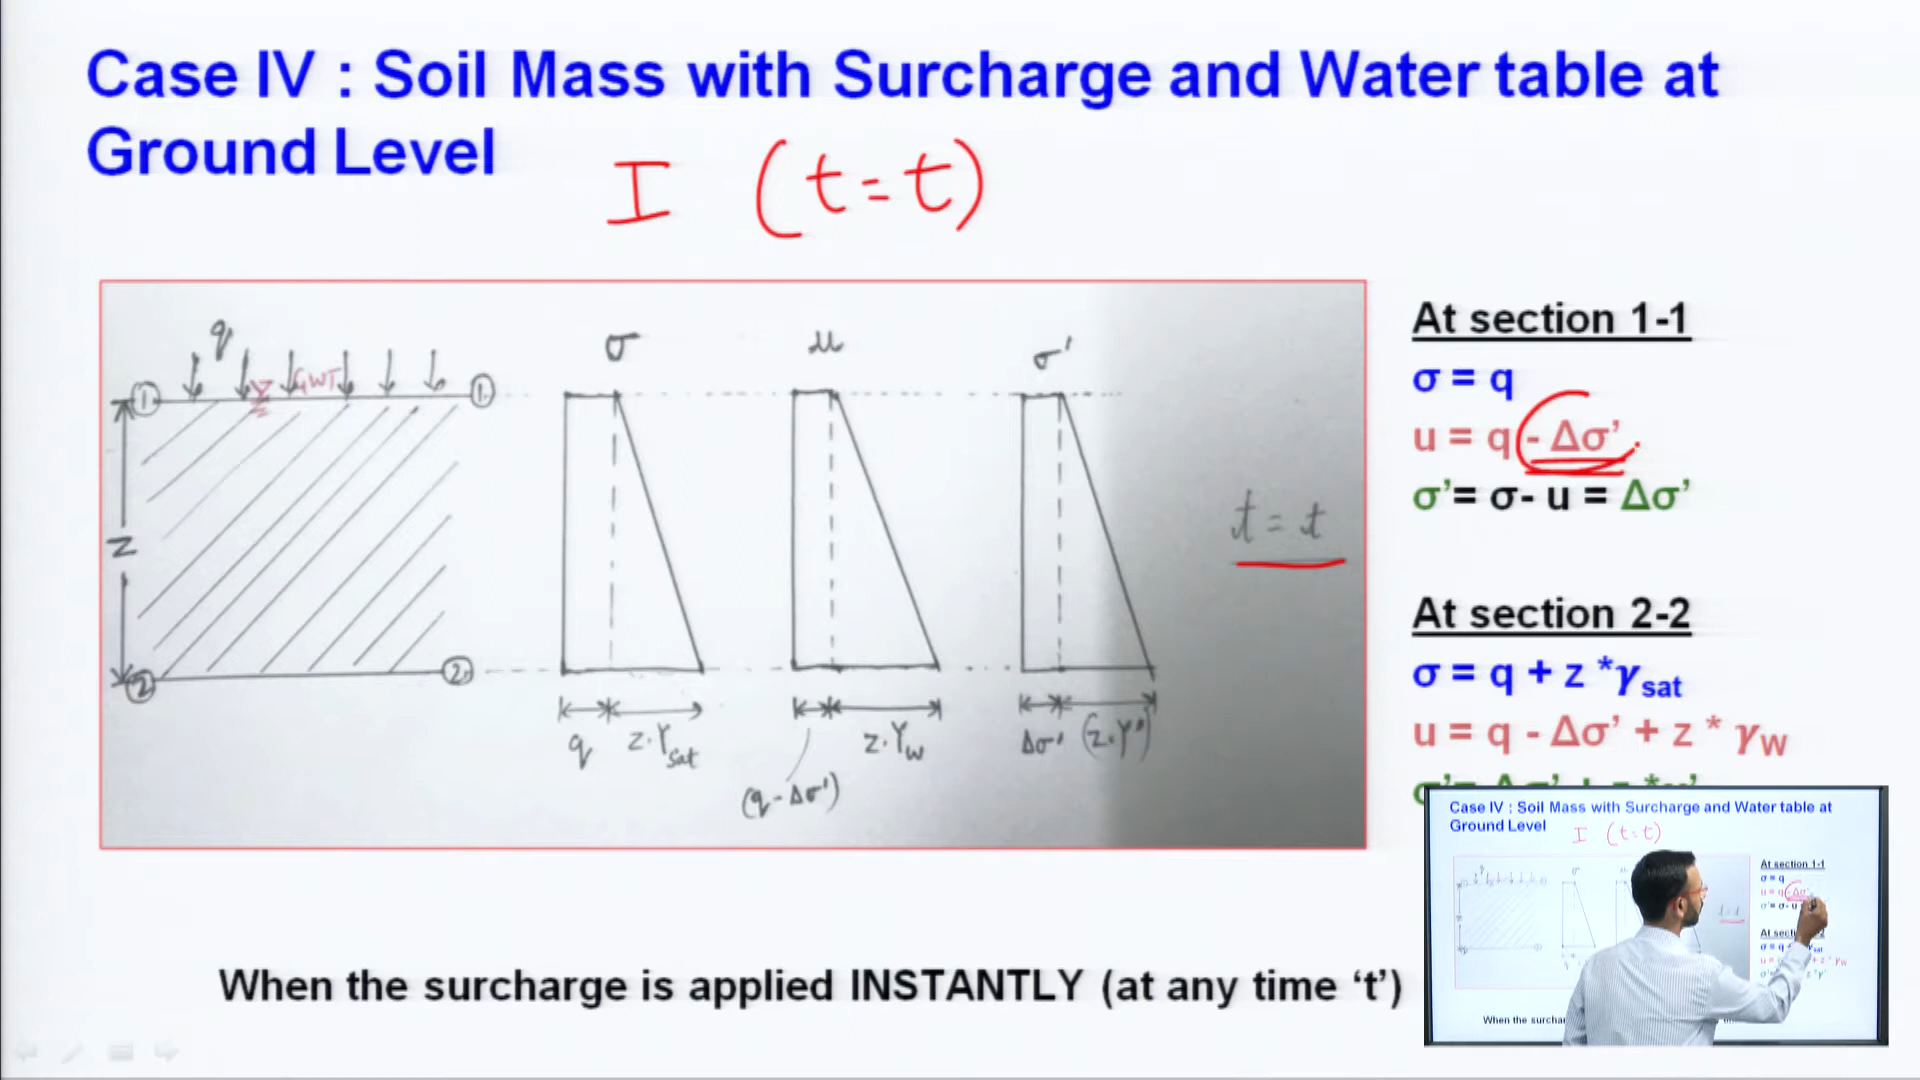 Case IV : Soil Mass with Surcharge and Water table at
Ground Level
I (t=t)
q
GWT
1 1
z
2 2
σ u σ'
q z.γsat
z.γw
(q-Δσ')
Δσ' (z.γ')
t = t
At section 1-1
σ = q
u = q - Δσ’
σ’= σ- u = Δσ’
At section 2-2
σ = q + z *γsat
u = q - Δσ’ + z * γw
When the surcharge is applied INSTANTLY (at any time ‘t’)
Case IV : Soil Mass with Surcharge and Water table at
Ground Level
I (t=t)
At section 1-1
σ = q
When the surchar